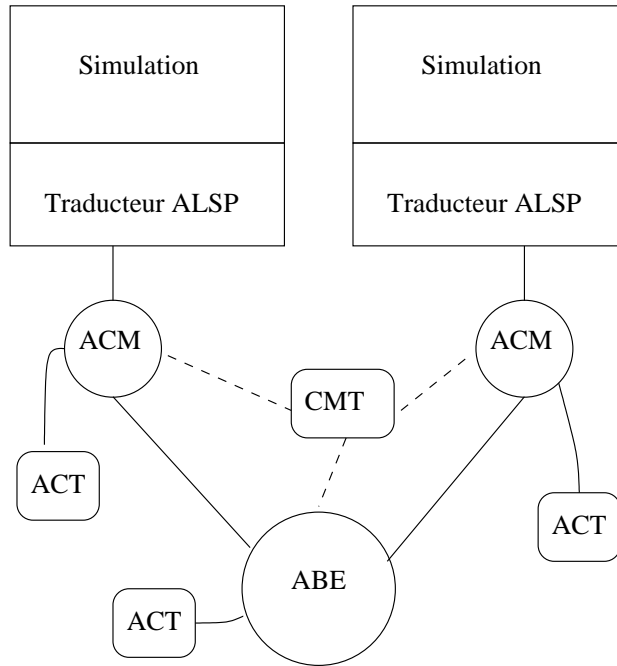 Simulation
Simulation
Traducteur ALSP
Traducteur ALSP
ACM
ACM
CMT
ACT
ACT
ABE
ACT